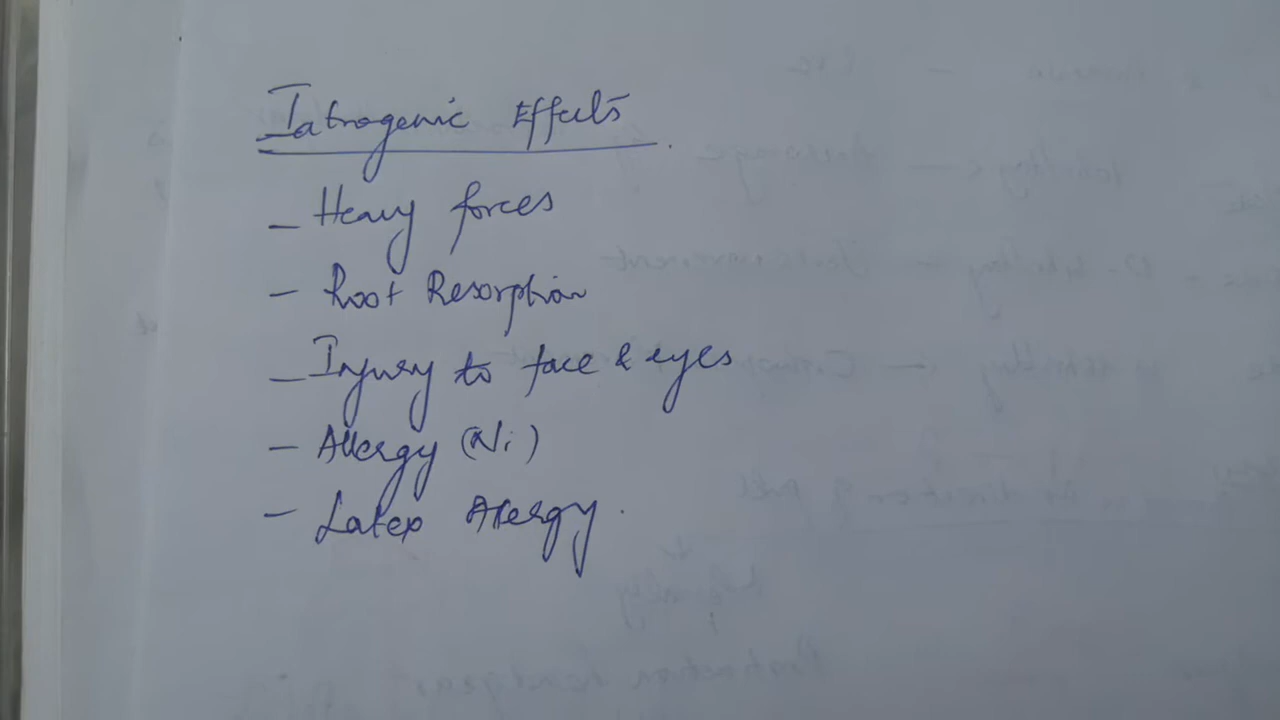 Iatrogenic Effects
- Heavy forces
- Root Resorption
- Injury to face & eyes
- Allergy (Ni)
- Latex Allergy.